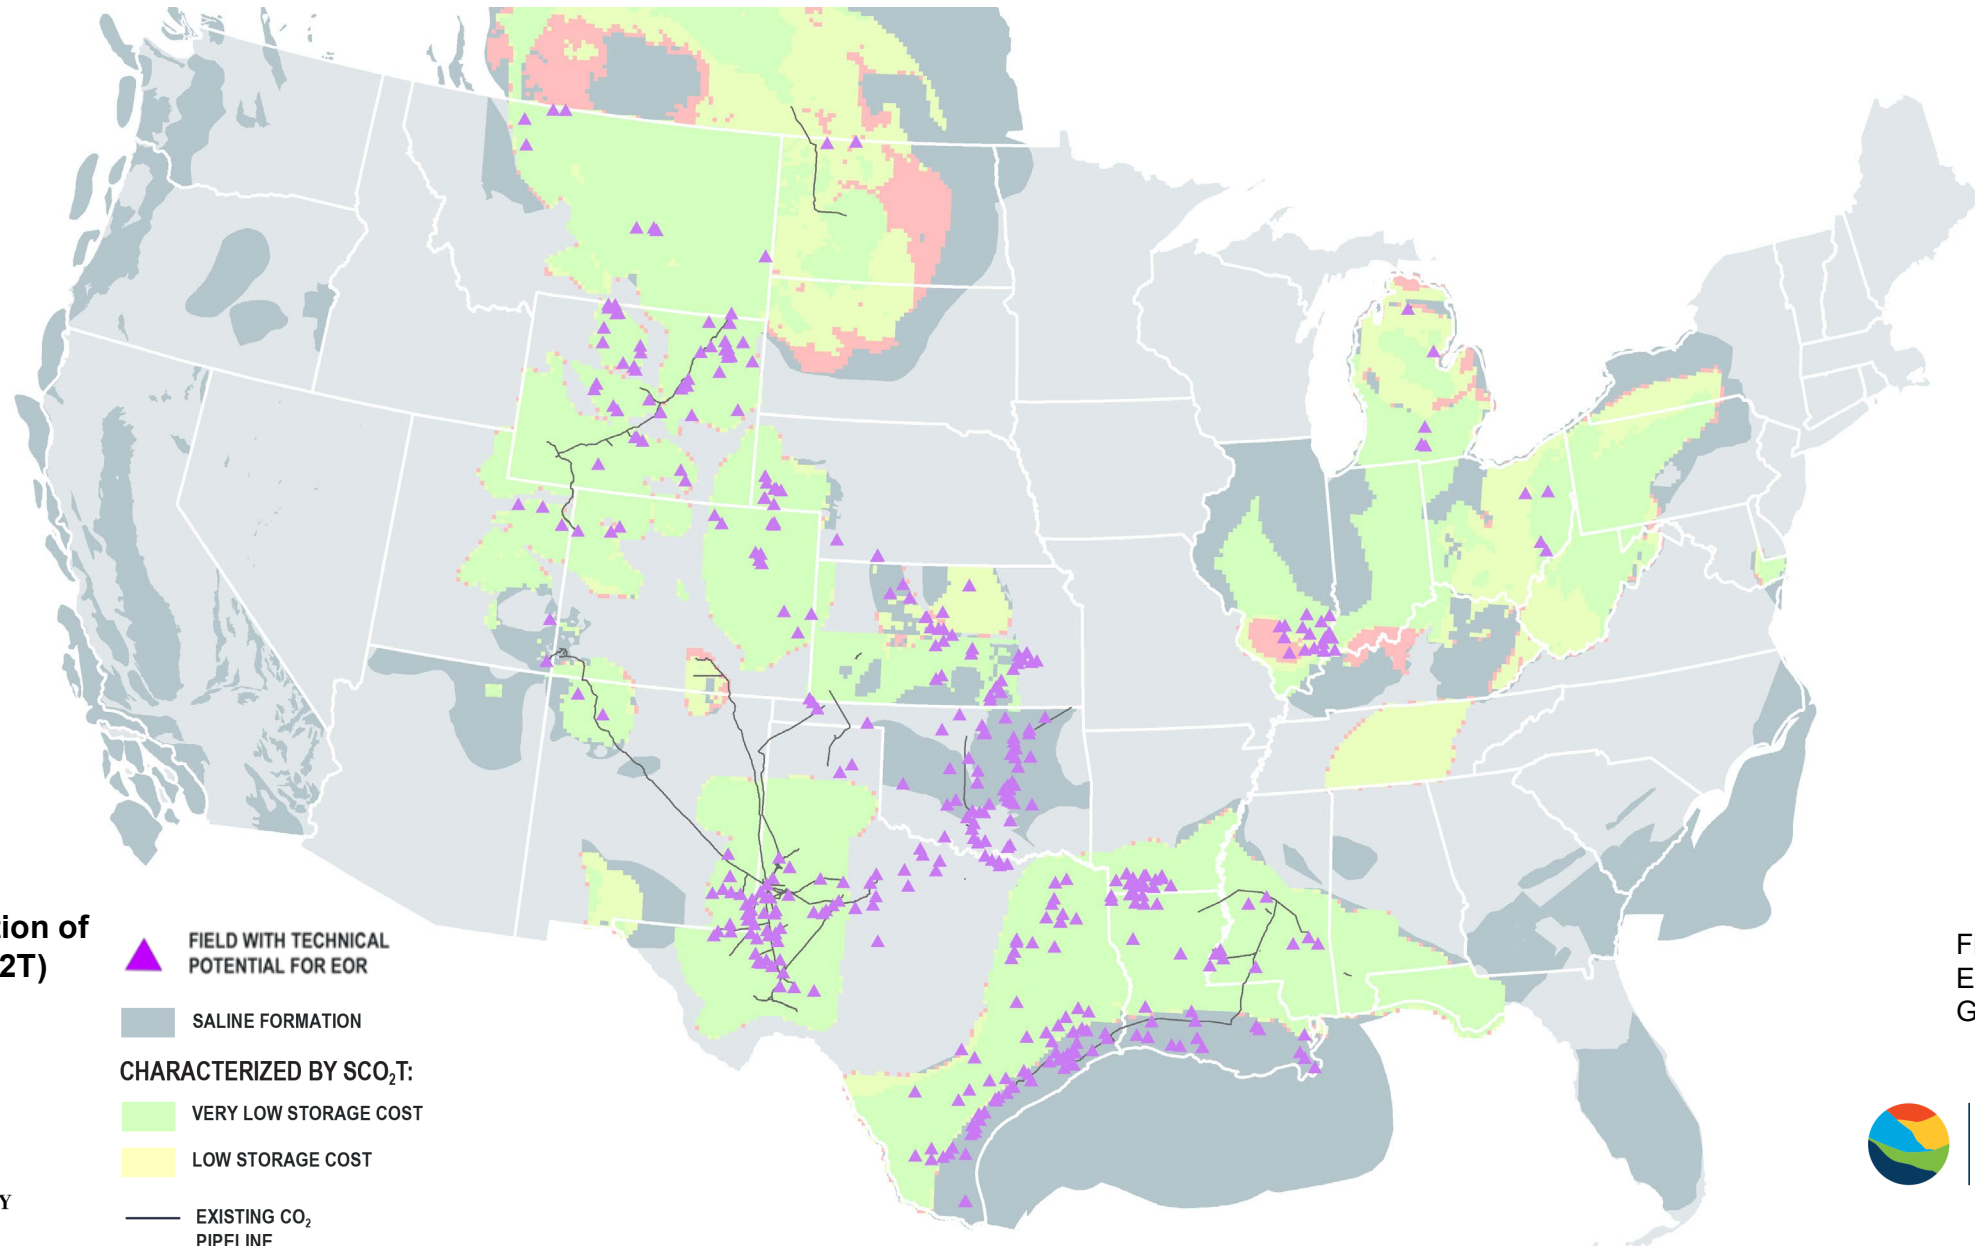 tion of
2T)
FIELD WITH TECHNICAL
POTENTIAL FOR EOR
SALINE FORMATION
CHARACTERIZED BY SCO₂T:
VERY LOW STORAGE COST
LOW STORAGE COST
Y
EXISTING CO₂
PIPELINE
F
E
G